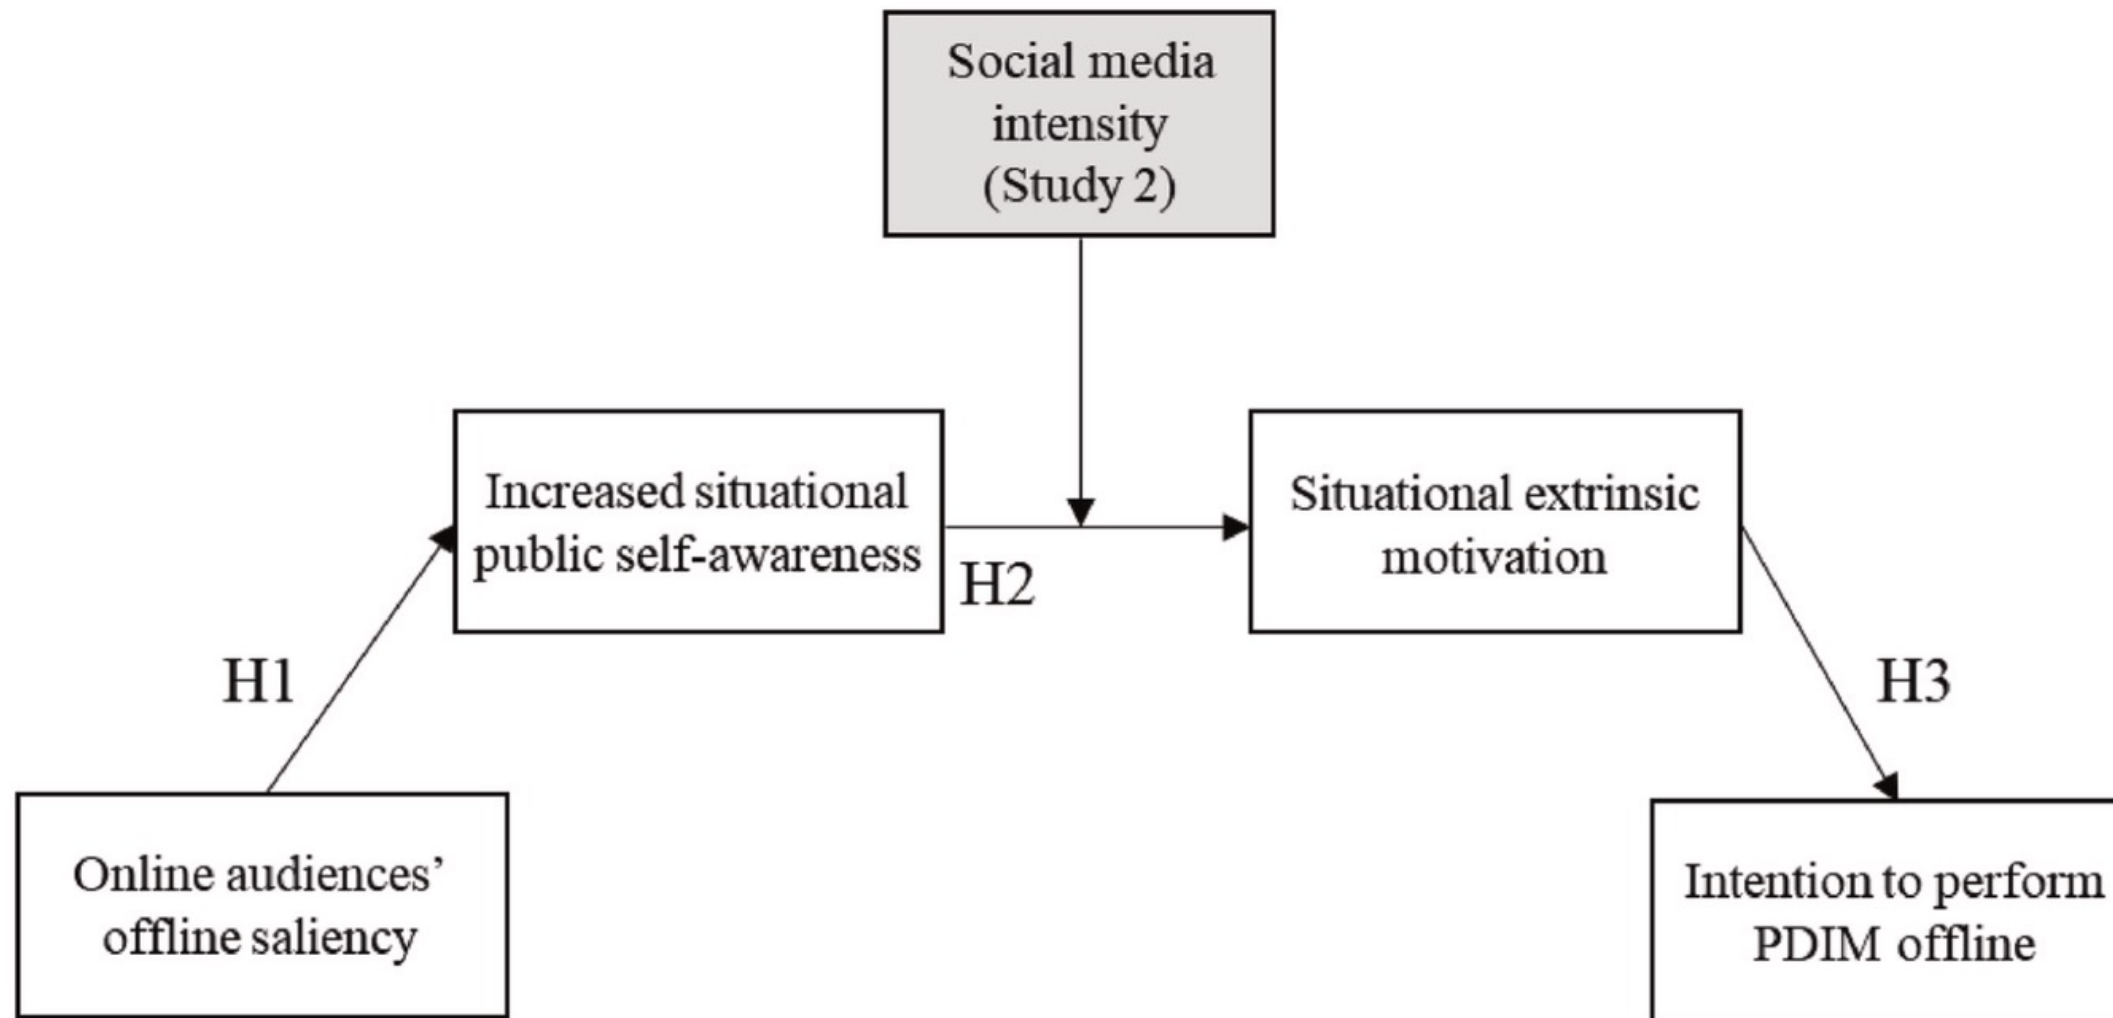 Social media
intensity
(Study 2)
Increased situational
public self-awareness
H2
Situational extrinsic
motivation
H1
H3
Online audiences’
offline saliency
Intention to perform
PDIM offline